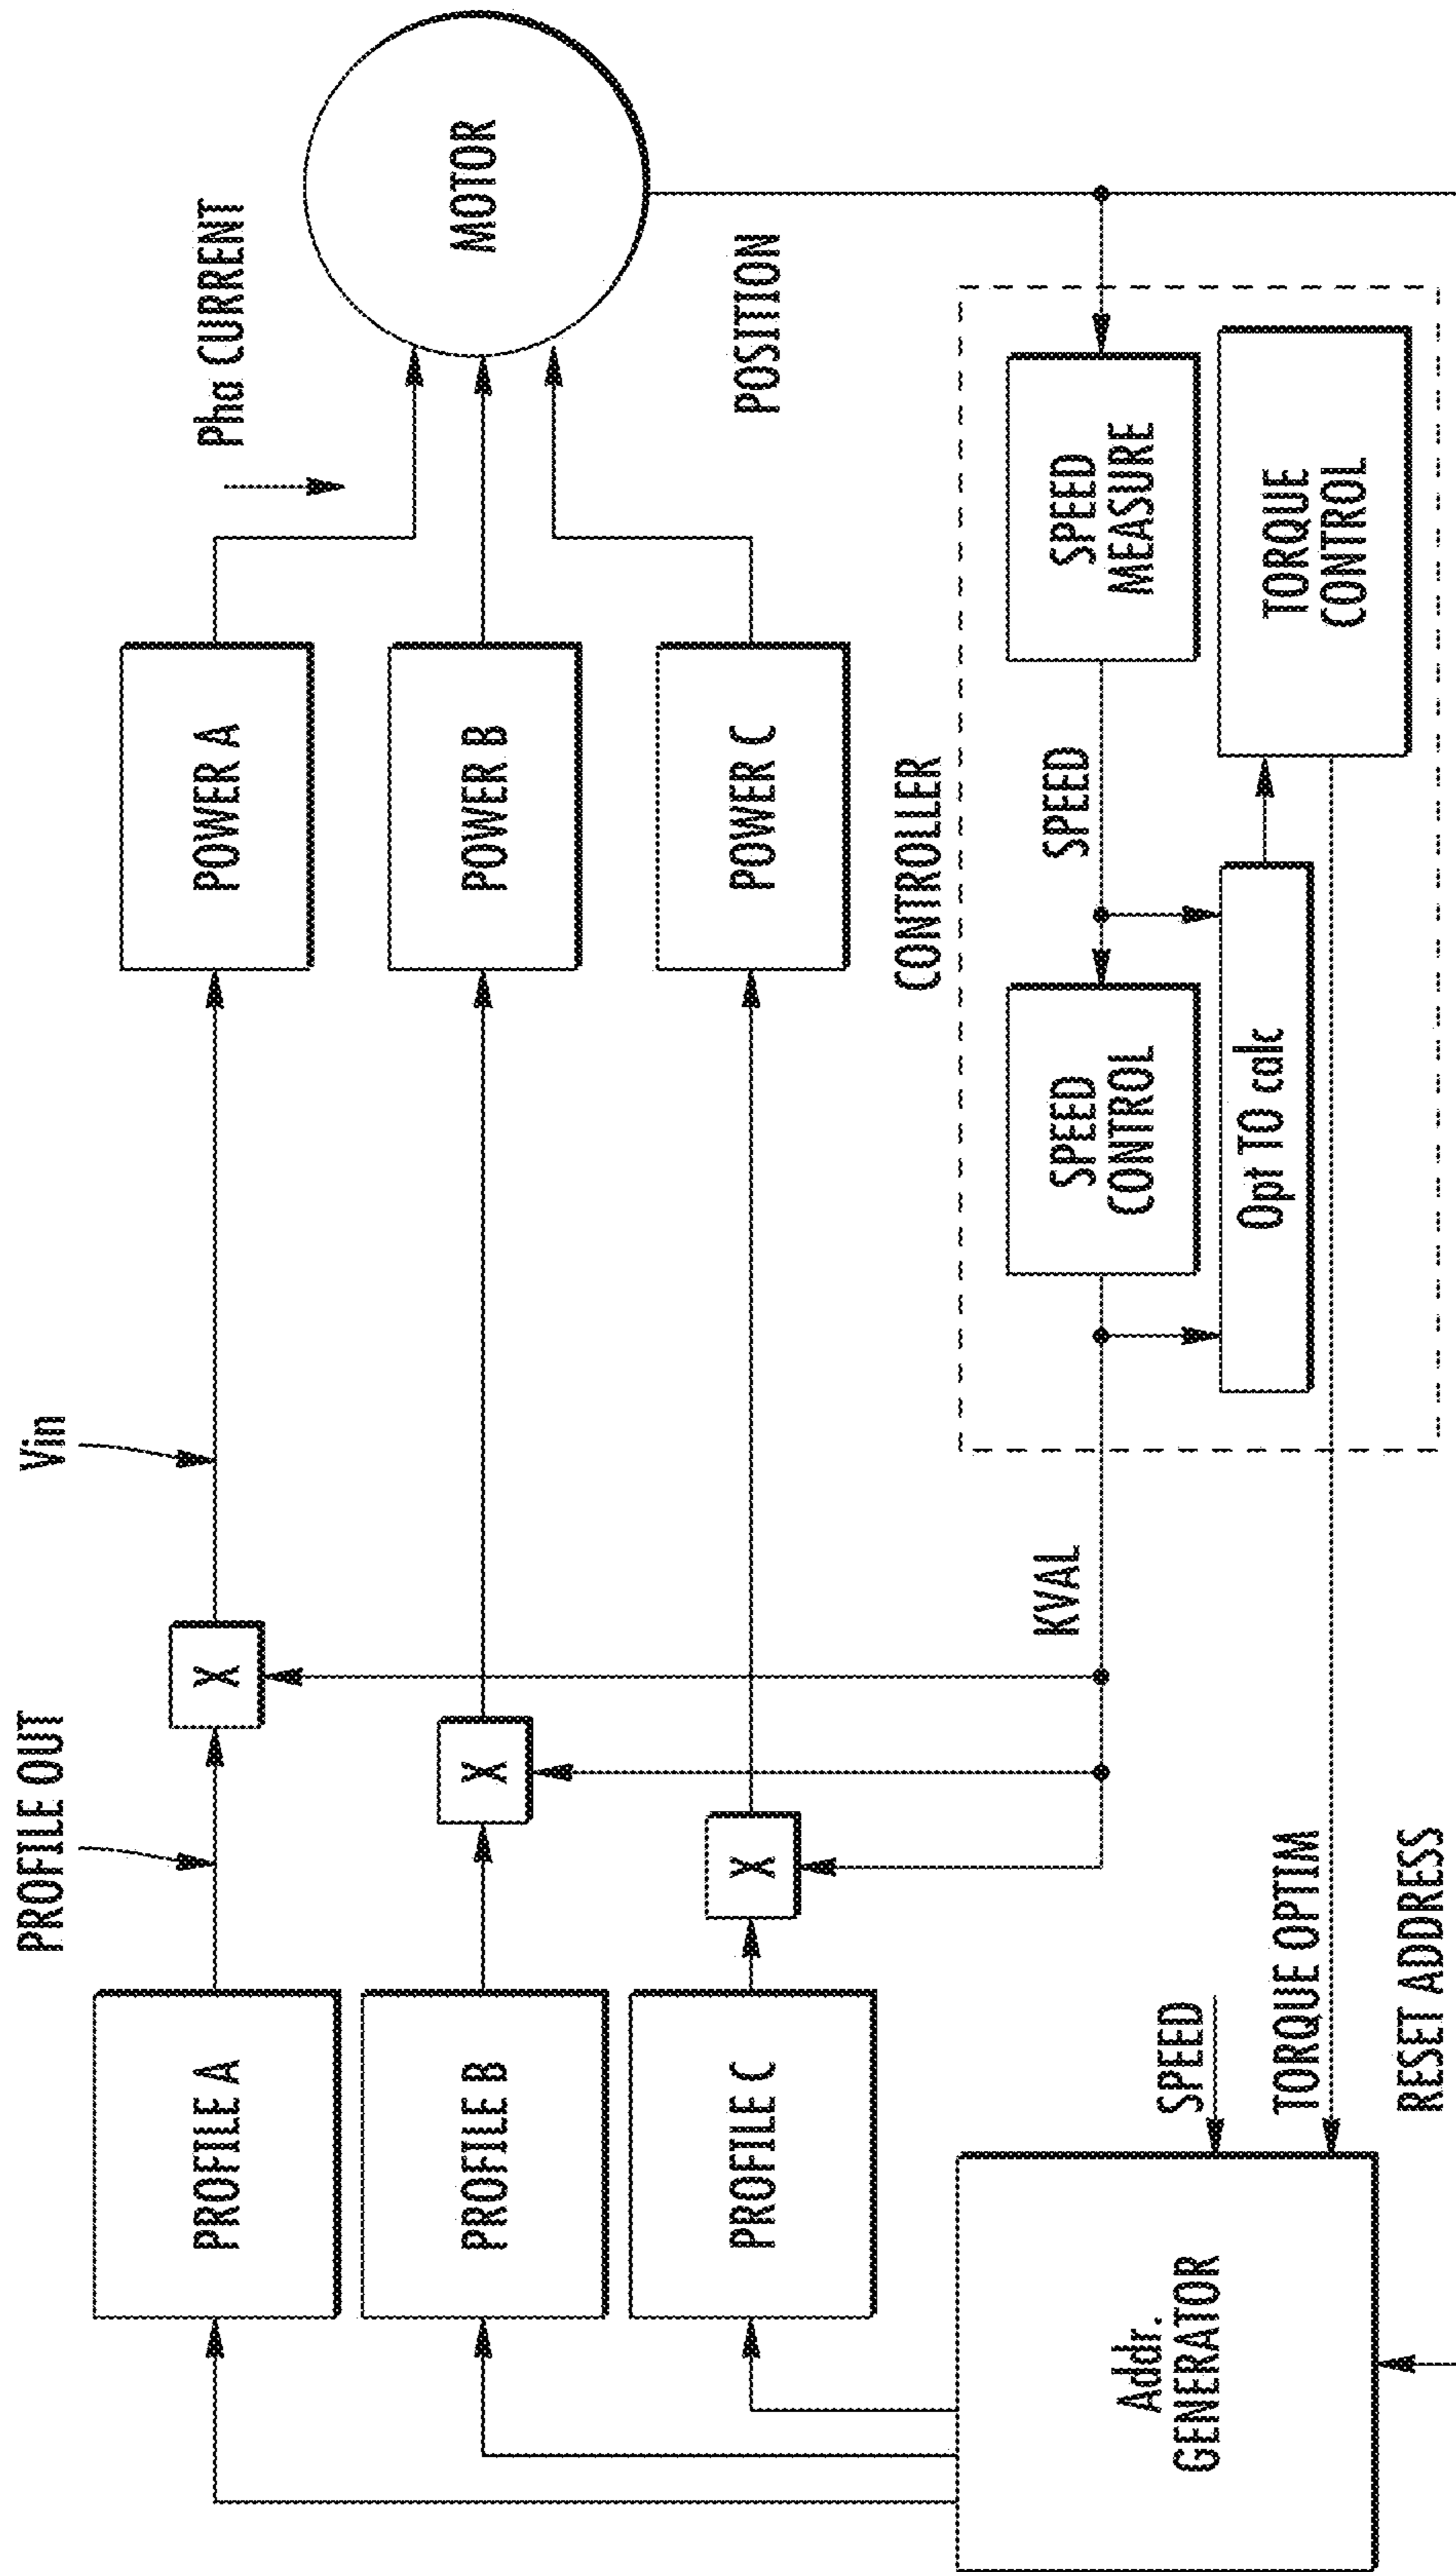 PROFILE OUT
Vin
Pha CURRENT
PROFILE A
X
POWER A
PROFILE B
X
POWER B
MOTOR
PROFILE C
X
POWER C
POSITION
CONTROLLER
KVAL
SPEED
CONTROL
SPEED
SPEED
MEASURE
Addr.
GENERATOR
SPEED
TORQUE OPTIM
Opt TO calc
TORQUE
CONTROL
RESET ADDRESS